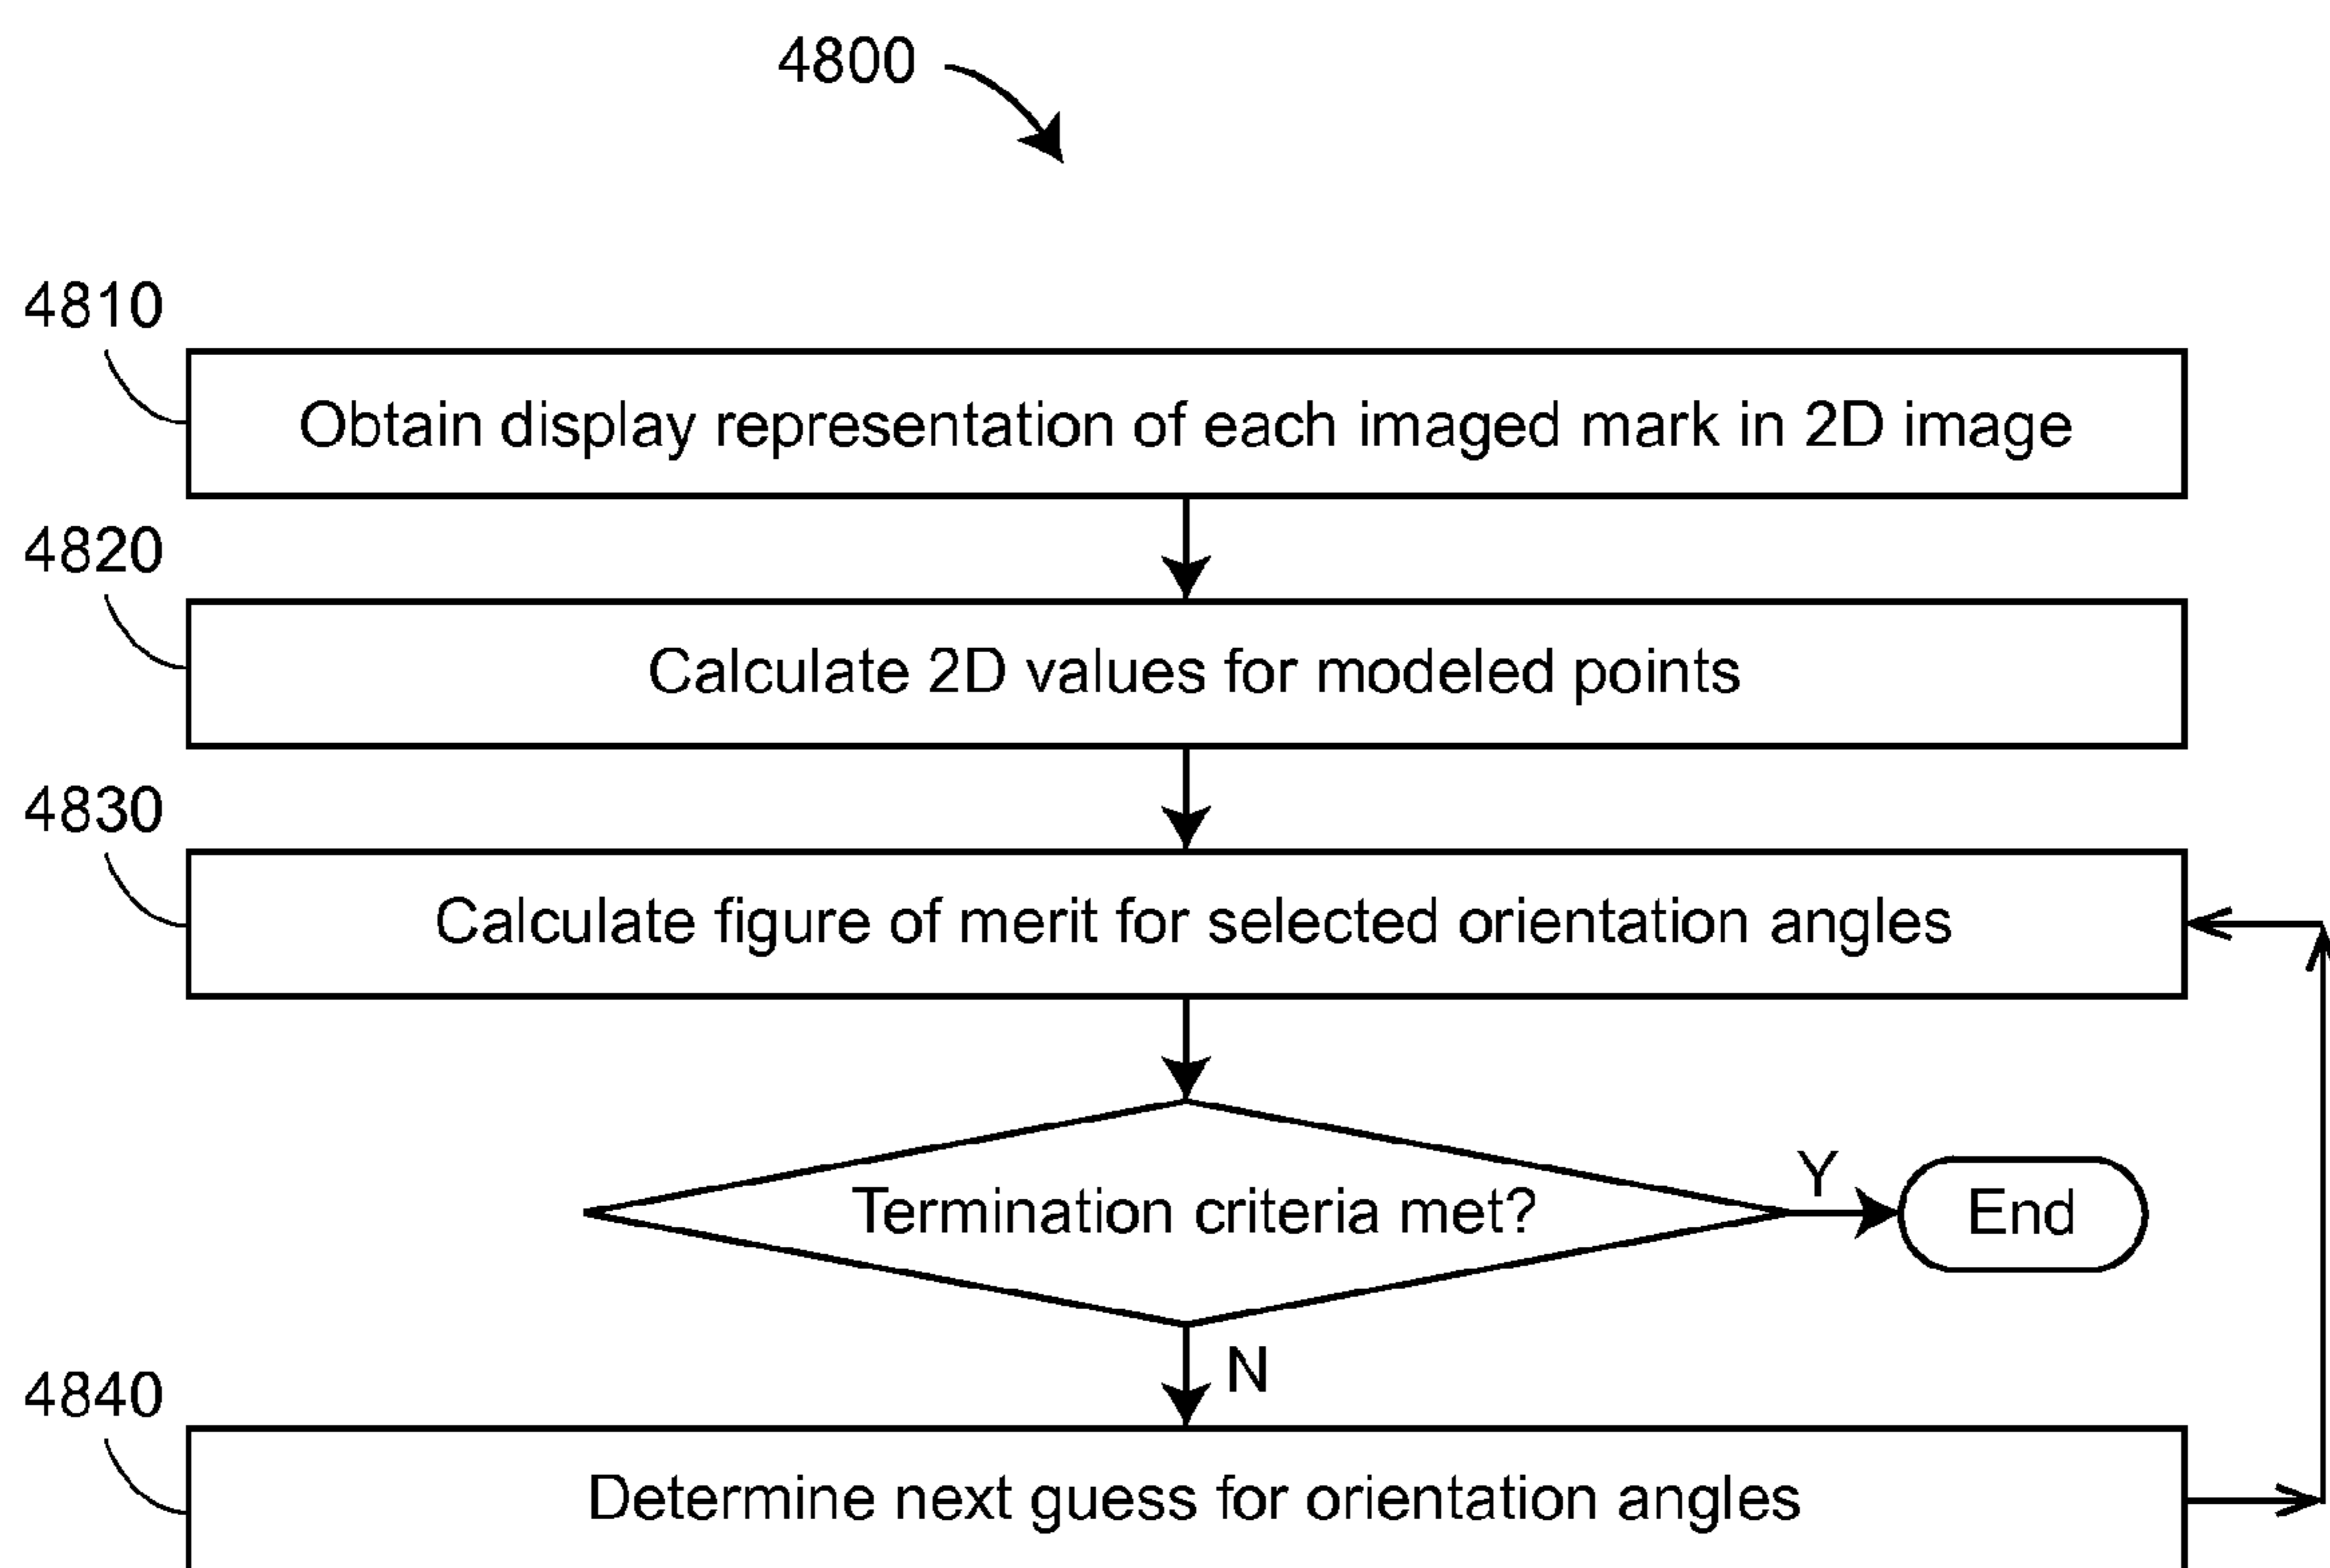 4800
4810
Obtain display representation of each imaged mark in 2D image
4820
Calculate 2D values for modeled points
4830
Calculate figure of merit for selected orientation angles
Termination criteria met?
Y
End
N
4840
Determine next guess for orientation angles